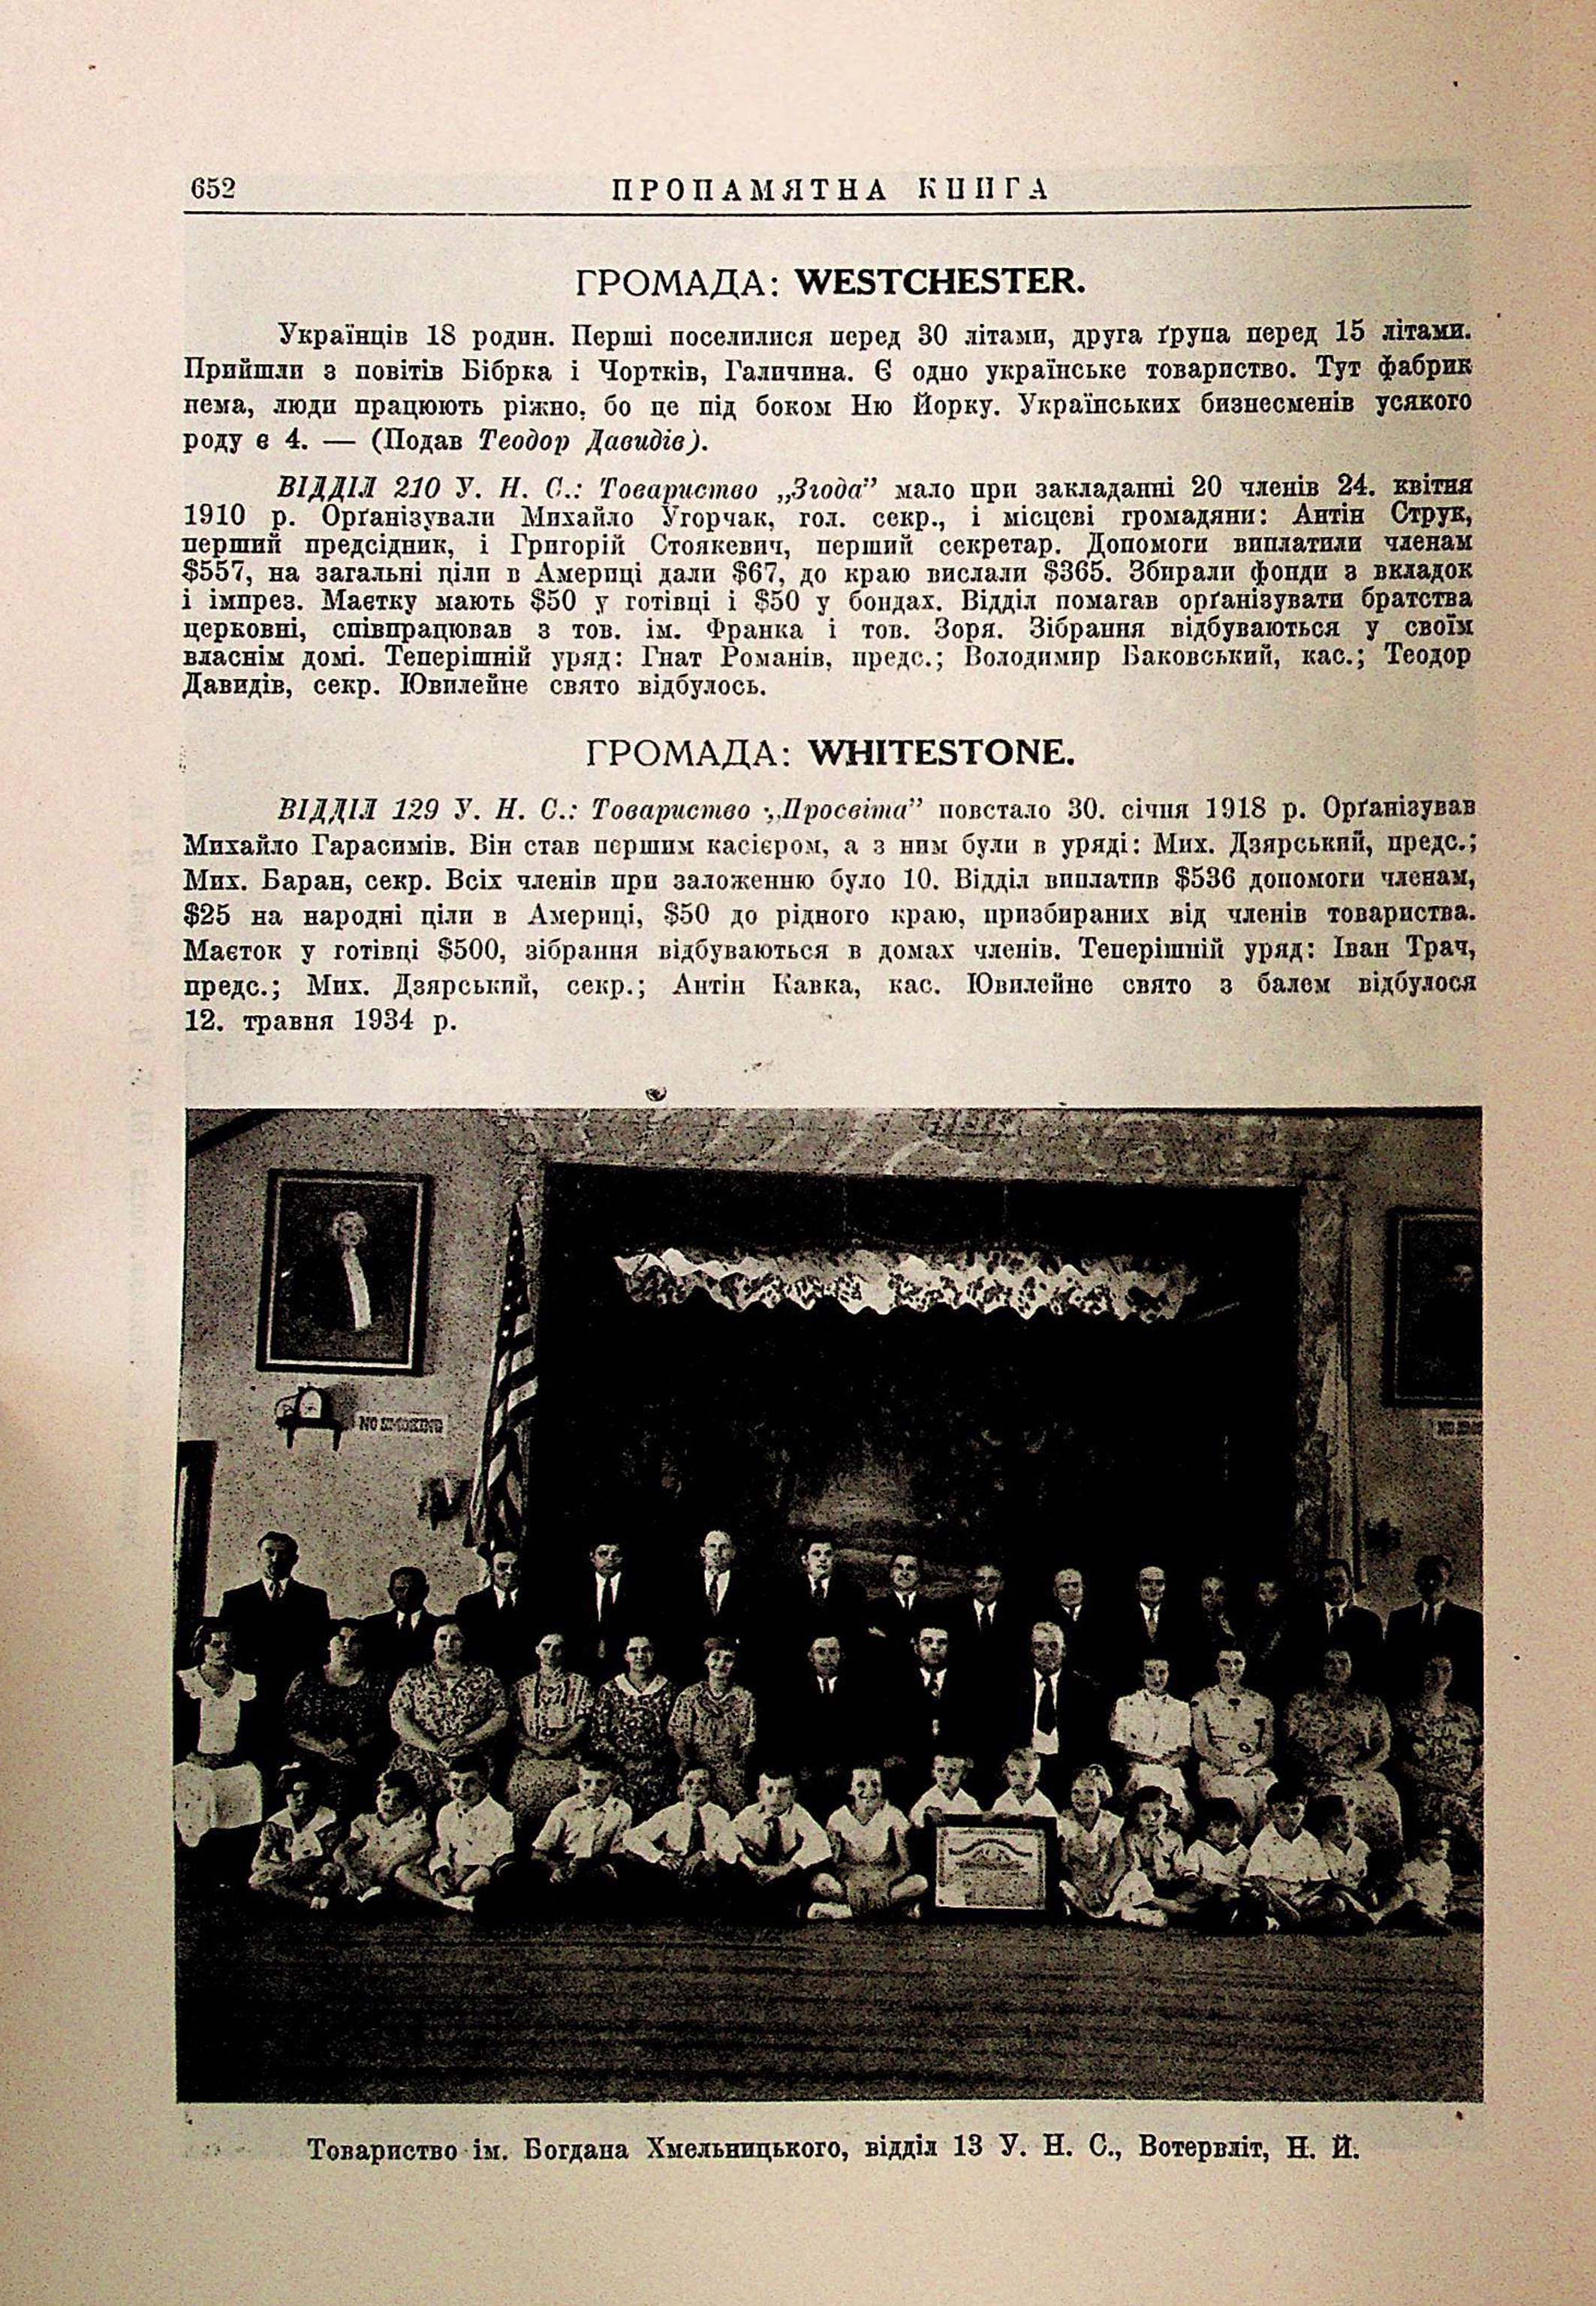 652 ПРОПАМЯТНА КНИГА
ГРОМАДА: WESTCHESTER.
Українців 18 родин. Перші поселилися перед 30 літами, друга ґрупа перед 15 літами.
Прийшли з повітів Бібрка і Чортків, Галичина. Є одно українське товариство. Тут фабрик
нема, люди працюють ріжно, бо це під боком Ню Йорку. Українських бизнесменів усякого
роду є 4. — (Подав Теодор Давидів).
ВІДДІЛ 210 У. Н. С.: Товариство „Згода” мало при закладанні 20 членів 24. квітня
1910 р. Орґанізували Михайло Угорчак, гол. секр., і місцеві громадяни: Антін Струк,
перший предсідник, і Григорій Стоякевич, перший секретар. Допомоги виплатили членам
$557, на загальні ціли в Америці дали $67, до краю вислали $365. Збирали фонди з вкладок
і імпрез. Маєтку мають $50 у готівці і $50 у бондах. Відділ помагав орґанізувати братства
церковні, співпрацював з тов. ім. Франка і тов. Зоря. Зібрання відбуваються у своїм
власнім домі. Теперішній уряд: Гнат Романів, предс.; Володимир Баковський, кас.; Теодор
Давидів, секр. Ювилейне свято відбулось.
ГРОМАДА: WHITESTONE.
ВІДДІЛ 129 У. Н. С.: Товариство „Просвіта” повстало 30. січня 1918 р. Орґанізував
Михайло Гарасимів. Він став першим касієром, а з ним були в уряді: Мих. Дзярський, предс.;
Мих. Баран, секр. Всіх членів при заложенню було 10. Відділ виплатив $536 допомоги членам,
$25 на народні ціли в Америці, $50 до рідного краю, призбираних від членів товариства.
Маєток у готівці $500, зібрання відбуваються в домах членів. Теперішній уряд: Іван Трач,
предс.; Мих. Дзярський, секр.; Антін Кавка, кас. Ювилейне свято з балем відбулося
12. травня 1934 р.
NO SMOKING
Товариство ім. Богдана Хмельницького, відділ 13 У. Н. С., Вотервліт, Н. Й.